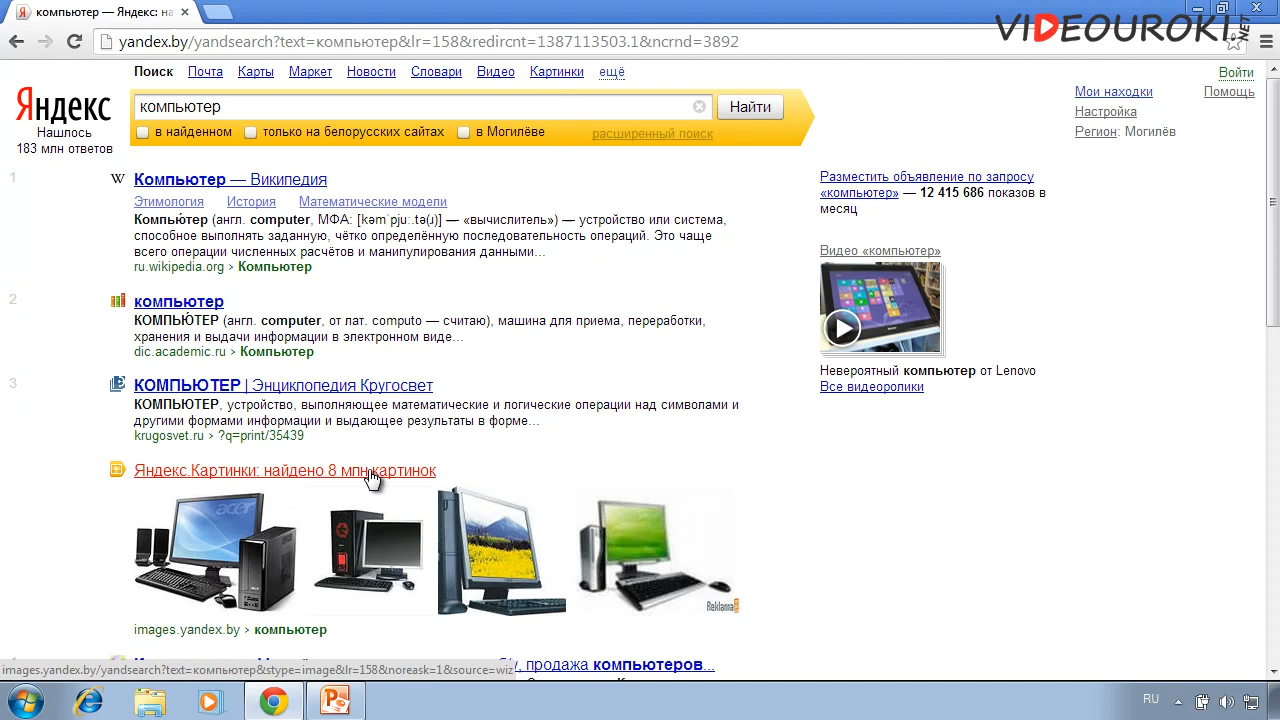 компьютер — Яндекс: на
VIDEOUROKI.NET
yandex.by/yandsearch?text=компьютер&lr=158&redircnt=1387113503.1&ncrnd=3892
Поиск Почта Карты Маркет Новости Словари Видео Картинки ещё
Войти
Мои находки Помощь
Настройка
Регион: Могилёв
Яндекс
Нашлось
183 млн ответов
компьютер
Найти
в найденном только на белорусских сайтах в Могилёве расширенный поиск
1
W Компьютер — Википедия
Этимология История Математические модели
Компью́тер (англ. computer, МФА: [kəmˈpjuː.tə(ɹ)] — «вычислитель») — устройство или система,
способное выполнять заданную, чётко определённую последовательность операций. Это чаще
всего операции численных расчётов и манипулирования данными...
ru.wikipedia.org > Компьютер
2
компьютер
КОМПЬЮ́ТЕР (англ. computer, от лат. computo — считаю), машина для приема, переработки,
хранения и выдачи информации в электронном виде...
dic.academic.ru > Компьютер
3
КОМПЬЮТЕР | Энциклопедия Кругосвет
КОМПЬЮТЕР, устройство, выполняющее математические и логические операции над символами и
другими формами информации и выдающее результаты в форме...
krugosvet.ru > ?q=print/35439
Яндекс.Картинки: найдено 8 млн картинок
acer
Reklama
images.yandex.by > компьютер
продажа компьютеров...
Разместить объявление по запросу
«компьютер» — 12 415 686 показов в
месяц
Видео «компьютер»
Невероятный компьютер от Lenovo
Все видеоролики
images.yandex.by/yandsearch?text=компьютер&stype=image&lr=158&noreask=1&source=wiz
RU